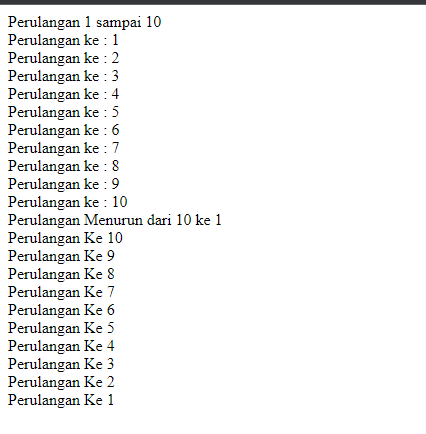 Perulangan 1 sampai 10
Perulangan ke : 1
Perulangan ke : 2
Perulangan ke : 3
Perulangan ke : 4
Perulangan ke : 5
Perulangan ke : 6
Perulangan ke : 7
Perulangan ke : 8
Perulangan ke : 9
Perulangan ke : 10
Perulangan Menurun dari 10 ke 1
Perulangan Ke 10
Perulangan Ke 9
Perulangan Ke 8
Perulangan Ke 7
Perulangan Ke 6
Perulangan Ke 5
Perulangan Ke 4
Perulangan Ke 3
Perulangan Ke 2
Perulangan Ke 1